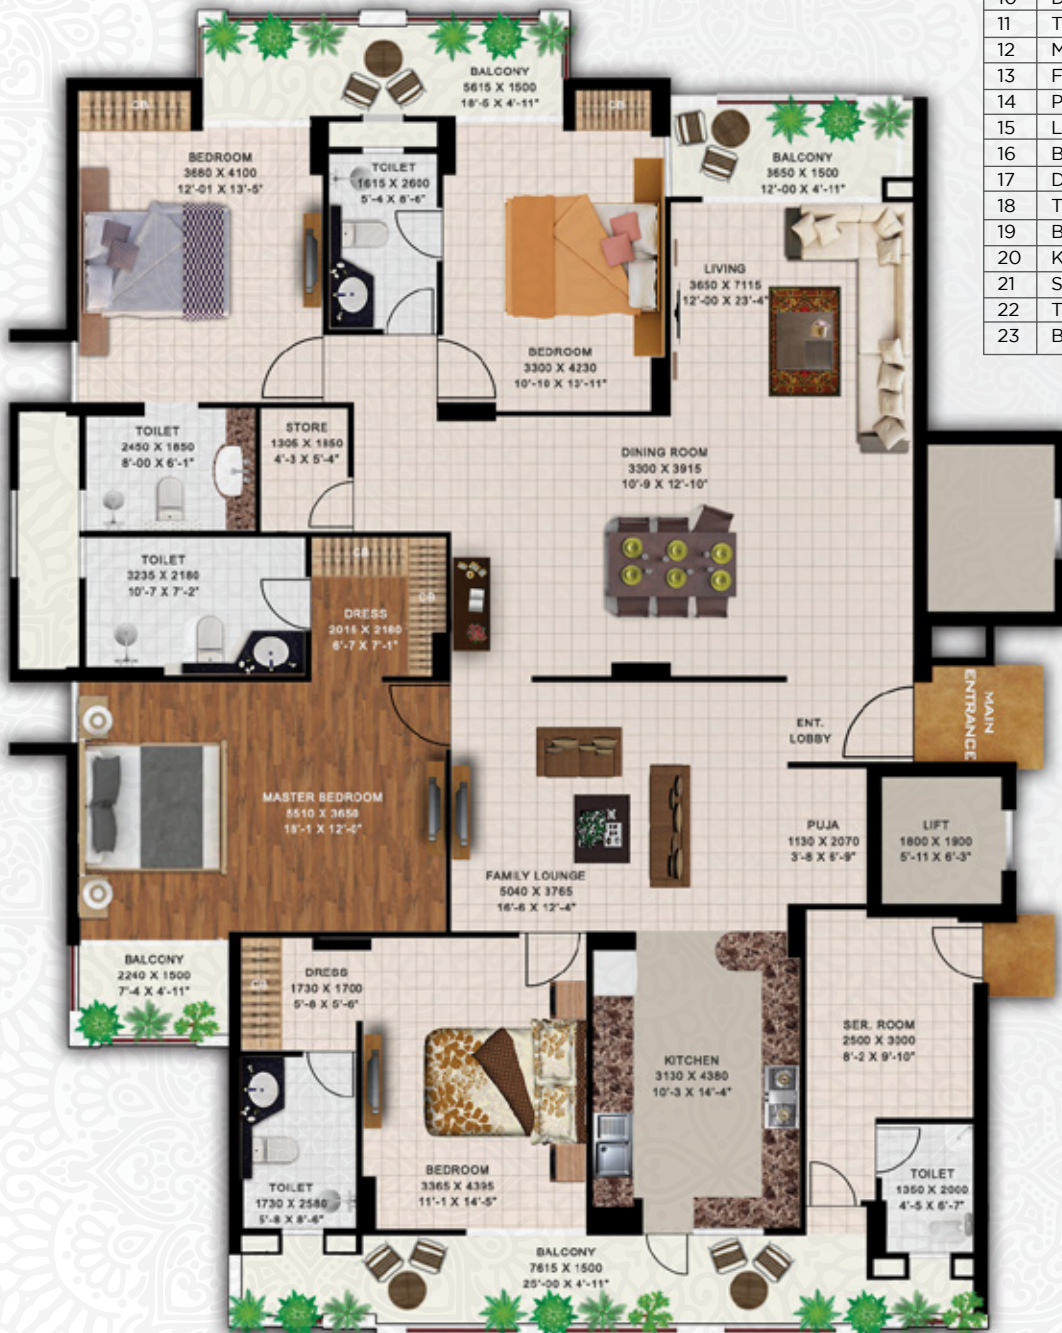 11 T
12 M
13 F
14 P
15 L
16 B
17 D
18 T
19 B
20 K
21 S
22 T
23 B
BALCONY
5615 X 1500
18'-5 X 4'-11"
CB
CB
BEDROOM
3680 X 4100
12'-01 X 13'-5"
TOILET
1615 X 2600
5'-4 X 8'-6"
BALCONY
3650 X 1500
12'-00 X 4'-11"
LIVING
3650 X 7115
12'-00 X 23'-4"
BEDROOM
3300 X 4230
10'-10 X 13'-11"
TOILET
2450 X 1850
8'-00 X 6'-1"
STORE
1305 X 1850
4'-3 X 5'-4"
DINING ROOM
3300 X 3915
10'-9 X 12'-10"
TOILET
3235 X 2180
10'-7 X 7'-2"
CB
CB
DRESS
2015 X 2180
6'-7 X 7'-1"
MAIN
ENTRANCE
ENT.
LOBBY
MASTER BEDROOM
5510 X 3650
18'-1 X 12'-0"
PUJA
1130 X 2070
3'-8 X 6'-9"
LIFT
1800 X 1900
5'-11 X 6'-3"
FAMILY LOUNGE
5040 X 3765
16'-6 X 12'-4"
BALCONY
2240 X 1500
7'-4 X 4'-11"
CB
DRESS
1730 X 1700
5'-8 X 5'-6"
SER. ROOM
2500 X 3000
8'-2 X 9'-10"
KITCHEN
3130 X 4380
10'-3 X 14'-4"
BEDROOM
3365 X 4395
11'-1 X 14'-5"
TOILET
1730 X 2580
5'-8 X 8'-6"
TOILET
1350 X 2000
4'-5 X 6'-7"
BALCONY
7615 X 1500
25'-00 X 4'-11"